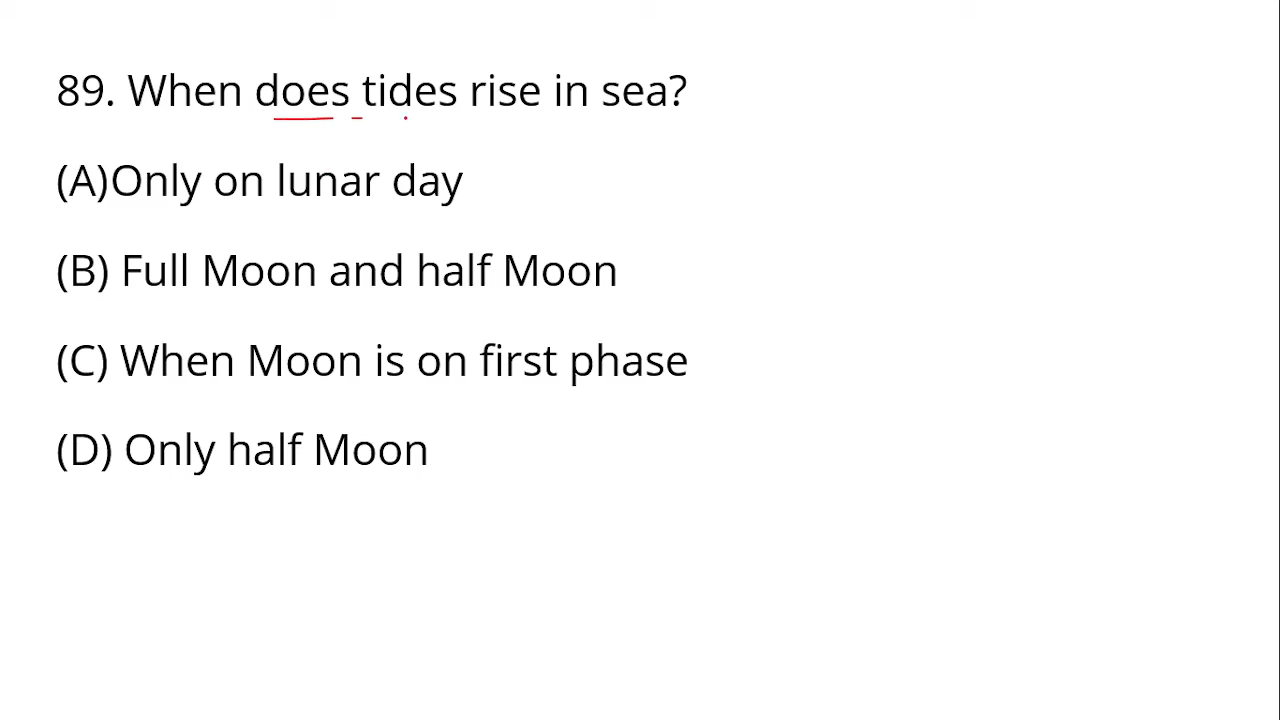 89. When does tides rise in sea?
(A)Only on lunar day
(B) Full Moon and half Moon
(C) When Moon is on first phase
(D) Only half Moon